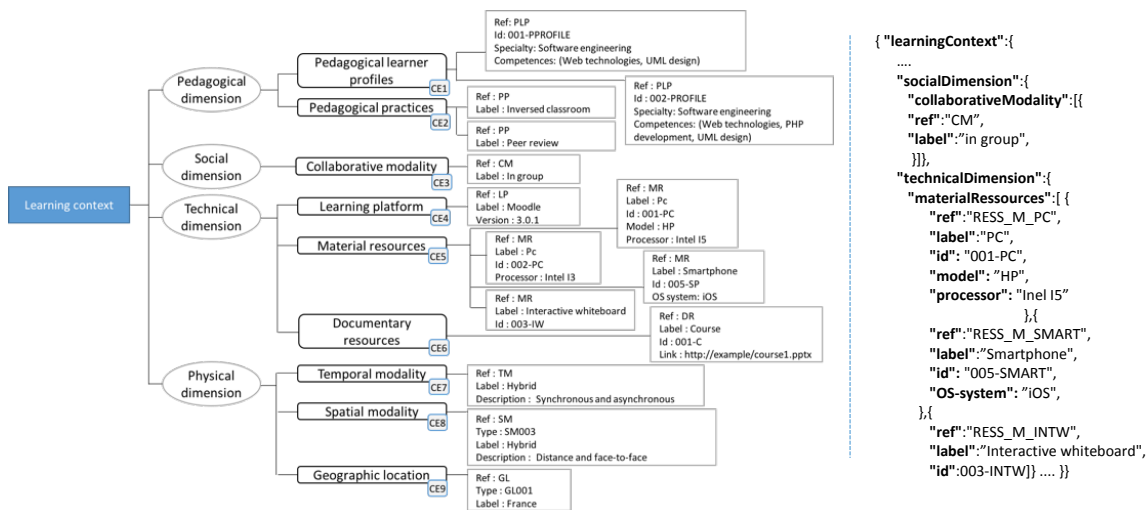 Learning context
Pedagogical
dimension
Pedagogical learner
profiles
CE1
Ref: PLP
Id: 001-PPROFILE
Specialty: Software engineering
Competences: (Web technologies, UML design)
Ref : PLP
Id : 002-PROFILE
Specialty: Software engineering
Competences: (Web technologies, PHP
development, UML design)
Pedagogical practices
CE2
Ref : PP
Label : Inversed classroom
Ref : PP
Label : Peer review
Social
dimension
Collaborative modality
CE3
Ref : CM
Label : In group
Technical
dimension
Learning platform
CE4
Ref : LP
Label : Moodle
Version : 3.0.1
Material resources
CE5
Ref : MR
Label : Pc
Id : 001-PC
Model : HP
Processor : Intel I5
Ref : MR
Label : Pc
Id : 002-PC
Processor : Intel I3
Ref : MR
Label : Smartphone
Id : 005-SP
OS system: iOS
Ref : MR
Label : Interactive whiteboard
Id : 003-IW
Documentary
resources
CE6
Ref : DR
Label : Course
Id : 001-C
Link : http://example/course1.pptx
Physical
dimension
Temporal modality
CE7
Ref : TM
Label : Hybrid
Description : Synchronous and asynchronous
Spatial modality
CE8
Ref : SM
Type : SM003
Label : Hybrid
Description : Distance and face-to-face
Geographic location
CE9
Ref : GL
Type : GL001
Label : France
{ "learningContext":{
....
"socialDimension":{
"collaborativeModality":[{
"ref":"CM”,
"label":”in group",
}]},
"technicalDimension":{
"materialRessources":[ {
"ref":"RESS_M_PC",
"label":”PC",
"id": "001-PC",
"model": ”HP",
"processor": "Inel I5”
},{
"ref":"RESS_M_SMART",
"label":”Smartphone",
"id": "005-SMART",
"OS-system": ”iOS",
},{
"ref":"RESS_M_INTW",
"label":”Interactive whiteboard",
"id":003-INTW]} .... }}